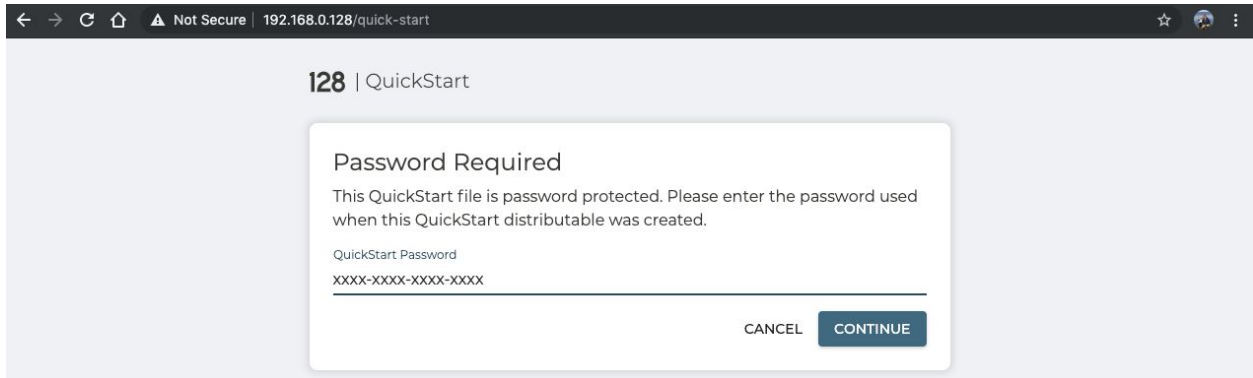 Not Secure | 192.168.0.128/quick-start
128 | QuickStart
Password Required
This QuickStart file is password protected. Please enter the password used
when this QuickStart distributable was created.
QuickStart Password
xxxx-xxxx-xxxx-xxxx
CANCEL CONTINUE